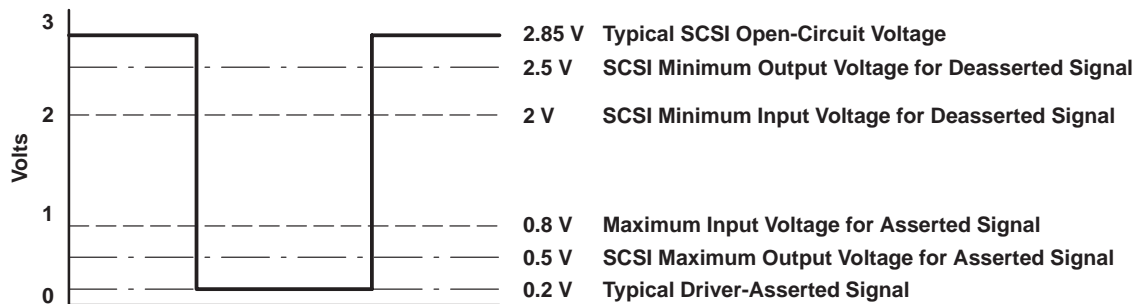 3
2.85 V Typical SCSI Open-Circuit Voltage
2.5 V SCSI Minimum Output Voltage for Deasserted Signal
2
2 V SCSI Minimum Input Voltage for Deasserted Signal
Volts
1
0.8 V Maximum Input Voltage for Asserted Signal
0.5 V SCSI Maximum Output Voltage for Asserted Signal
0
0.2 V Typical Driver-Asserted Signal